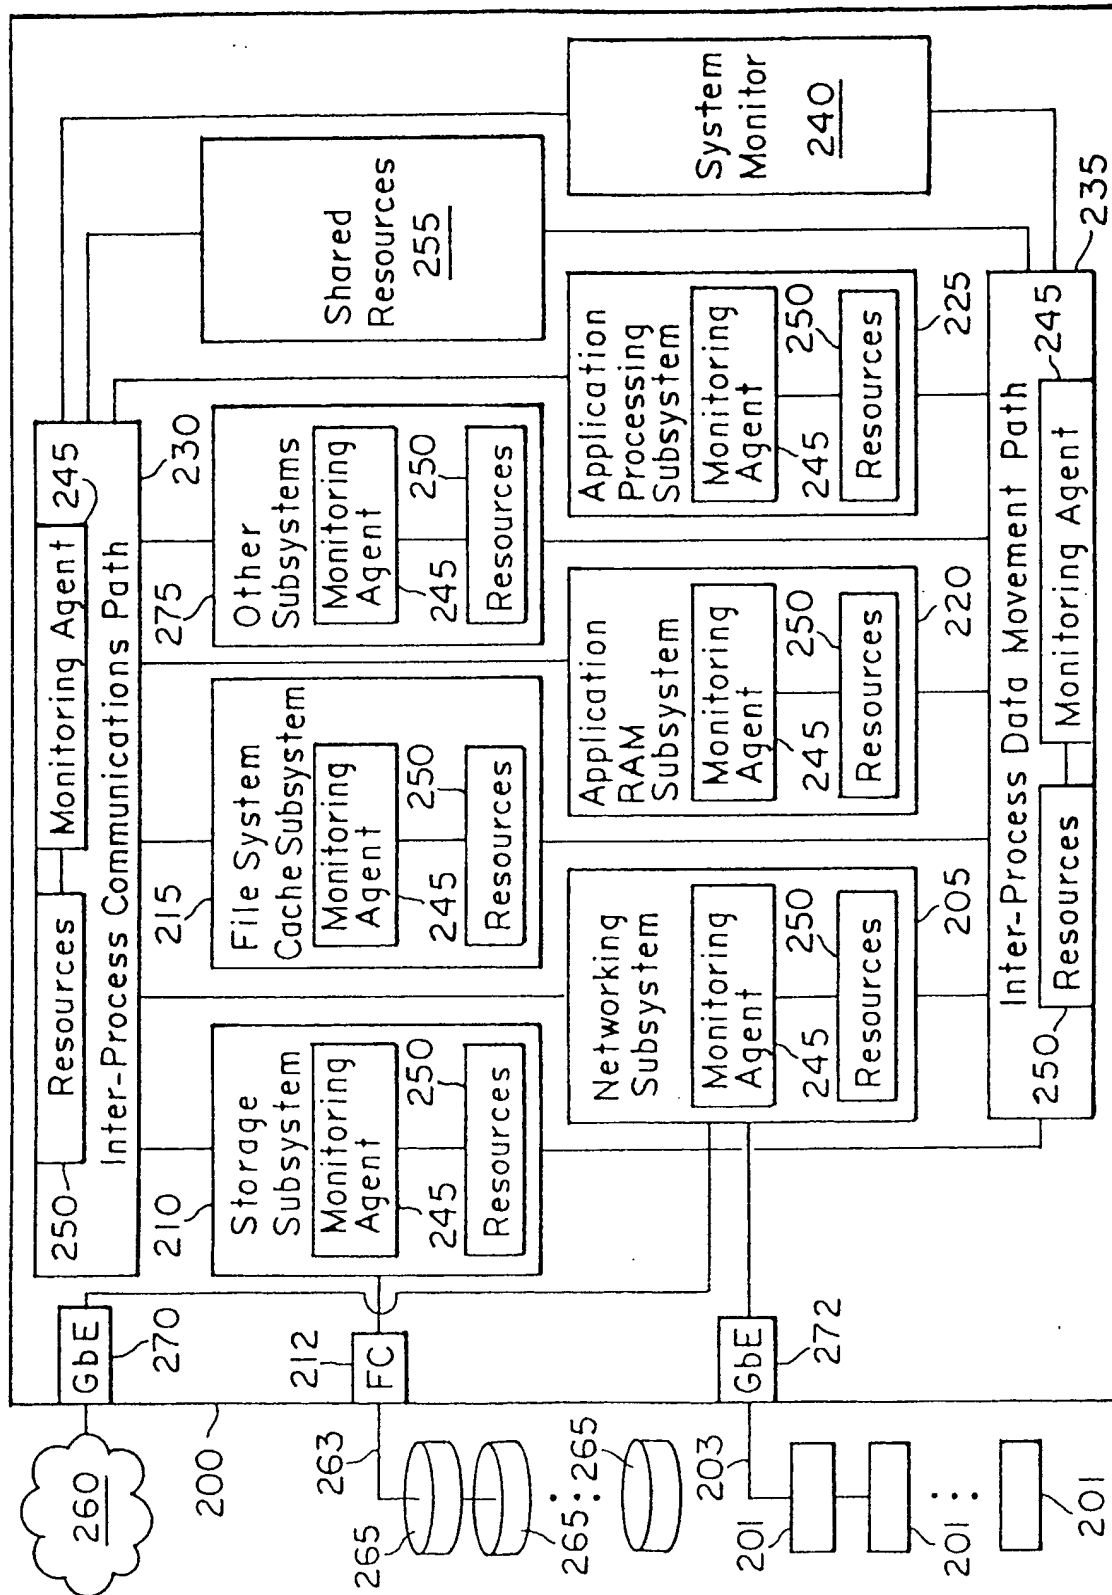 250
Resources
Monitoring Agent
245
Inter-Process Communications Path
230
210
Storage
Subsystem
Monitoring
Agent
245
250
Resources
215
File System
Cache Subsystem
Monitoring
Agent
245
250
Resources
275
Other
Subsystems
Monitoring
Agent
245
250
Resources
Shared
Resources
255
System
Monitor
240
Networking
Subsystem
Monitoring
Agent
245
250
Resources
205
Application
RAM
Subsystem
Monitoring
Agent
245
250
Resources
220
Application
Processing
Subsystem
Monitoring
Agent
245
250
Resources
225
Inter-Process Data Movement Path
235
250
Resources
Monitoring Agent
245
260
GbE
270
200
FC
212
263
265
265
265
GbE
272
203
201
201
201